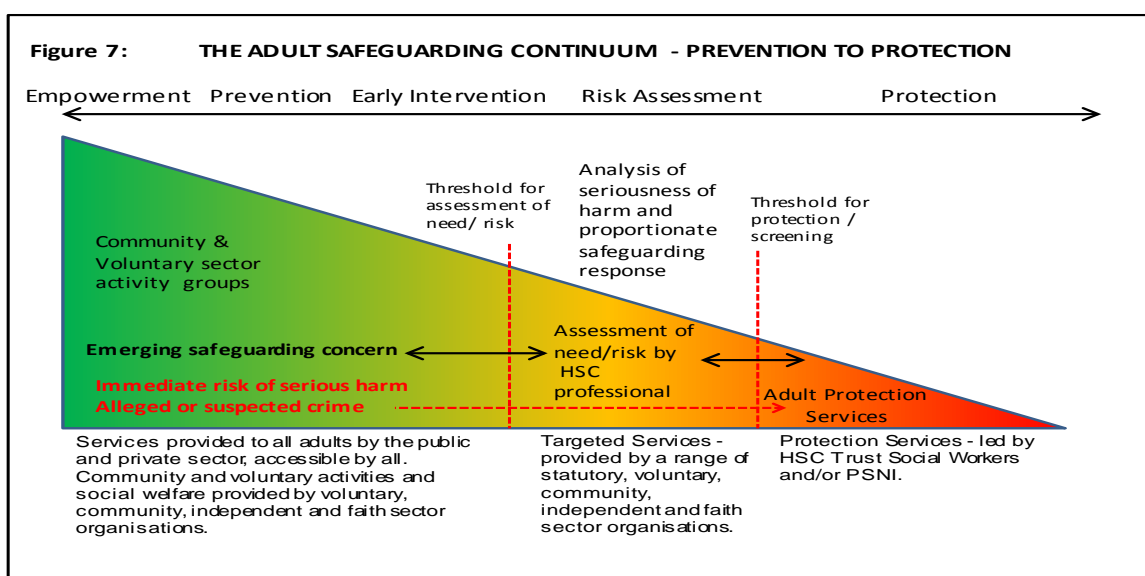 Figure 7: THE ADULT SAFEGUARDING CONTINUUM - PREVENTION TO PROTECTION
Empowerment Prevention Early Intervention Risk Assessment Protection
Threshold for
assessment of
need/ risk
Analysis of
seriousness of
harm and
proportionate
safeguarding
response
Threshold for
protection /
screening
Community &
Voluntary sector
activity groups
Emerging safeguarding concern
Immediate risk of serious harm
Alleged or suspected crime
Assessment of
need/risk by
HSC
professional
Adult Protection
Services
Services provided to all adults by the public
and private sector, accessible by all.
Community and voluntary activities and
social welfare provided by voluntary,
community, independent and faith sector
organisations.
Targeted Services -
provided by a range of
statutory, voluntary,
community,
independent and faith
sector organisations.
Protection Services - led by
HSC Trust Social Workers
and/or PSNI.